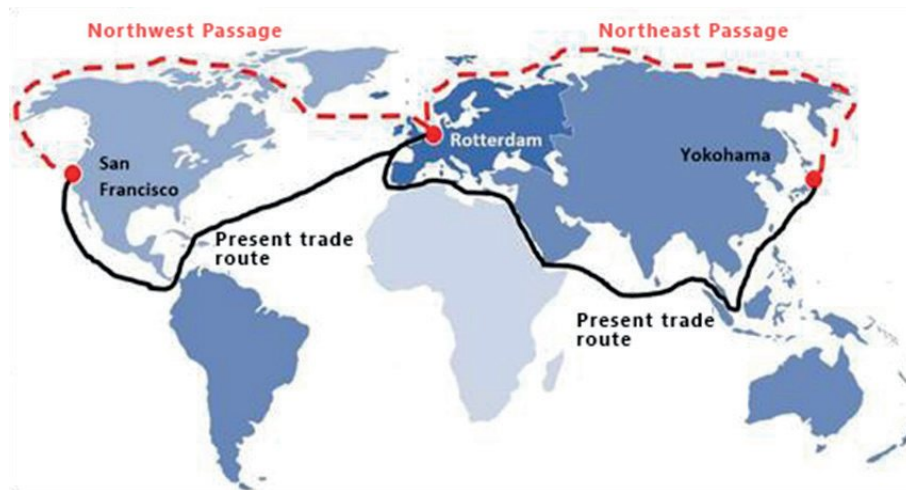 Northwest Passage
Northeast Passage
Rotterdam
Yokohama
San
Francisco
Present trade
route
Present trade
route